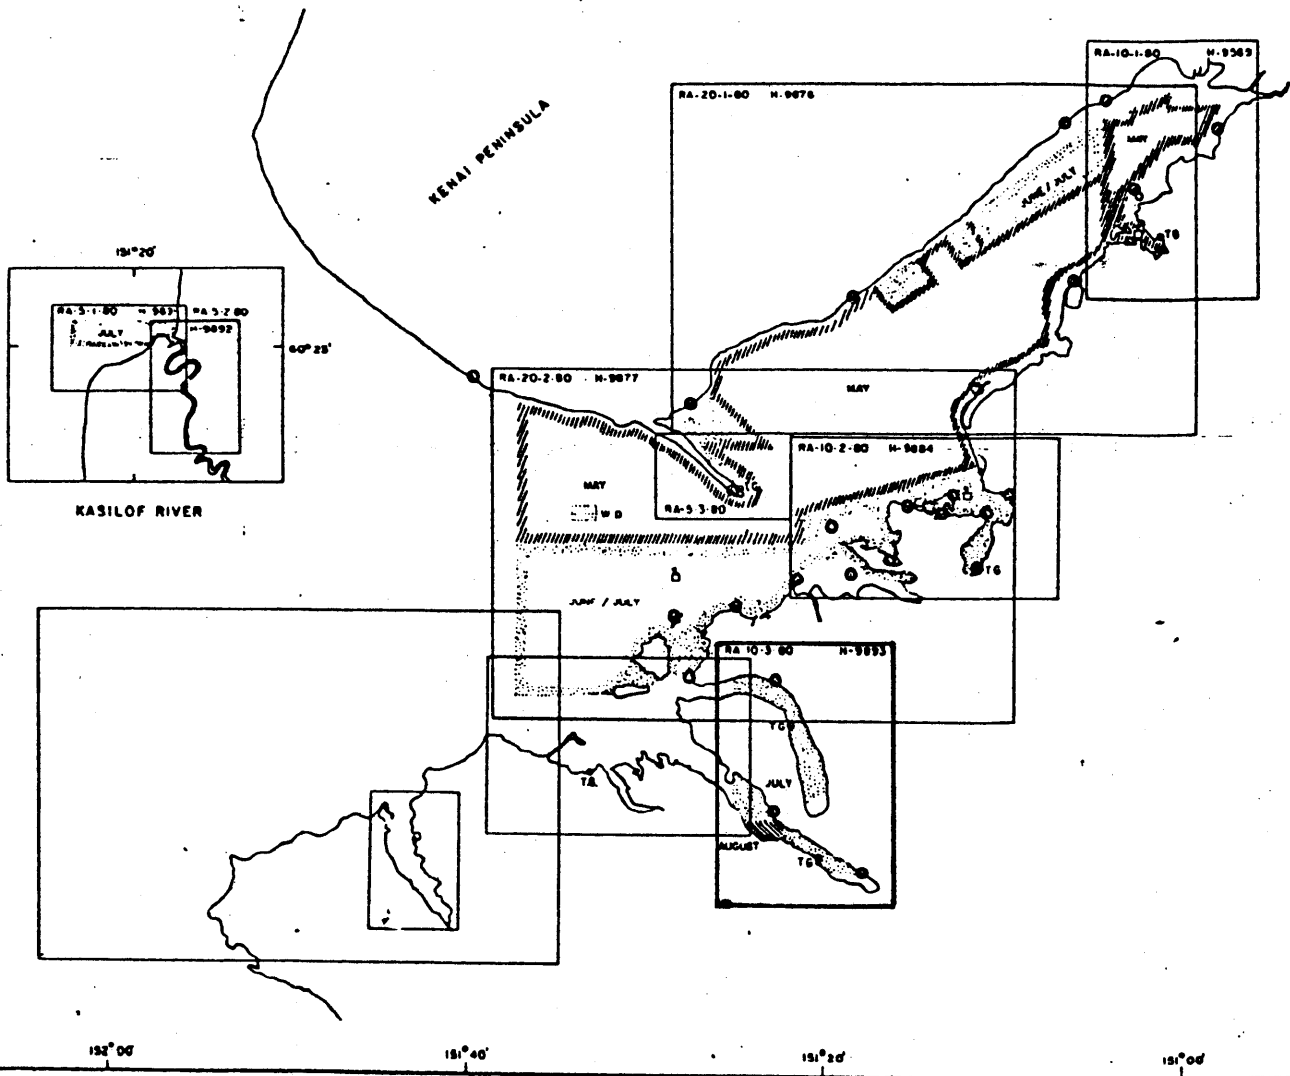 RA-10-1-80 H-9565
RA-20-1-80 H-9876
KENAI PENINSULA
MAY
JUNE / JULY
TG
151°20'
RA-5-1-80
RA 5-2-80
H-9892
JULY
60°25'
KASILOF RIVER
RA-20-2-80 H-9877
MAY
RA-10-2-80 H-9884
MAY
W D
RA-5-3-80
TG
JUNE / JULY
RA 10-3-80 H-9893
TG
JULY
TG
AUGUST
TG
152°00'
151°40'
151°20'
151°00'